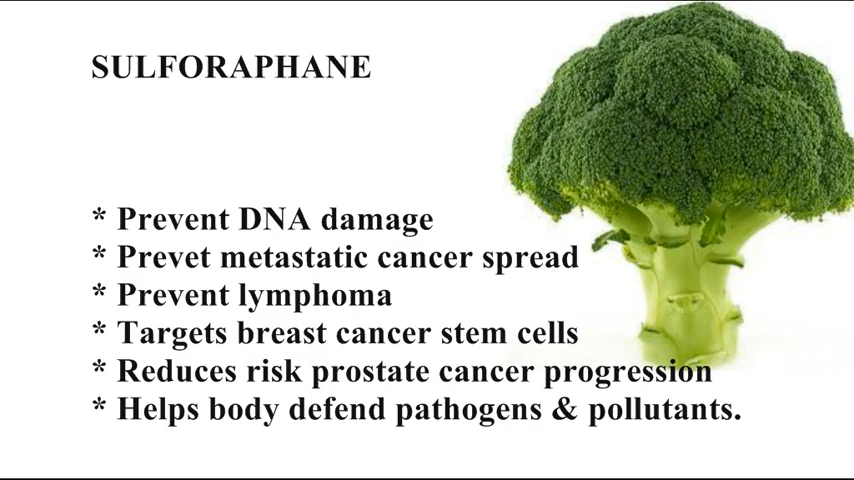 SULFORAPHANE
* Prevent DNA damage
* Prevet metastatic cancer spread
* Prevent lymphoma
* Targets breast cancer stem cells
* Reduces risk prostate cancer progression
* Helps body defend pathogens & pollutants.